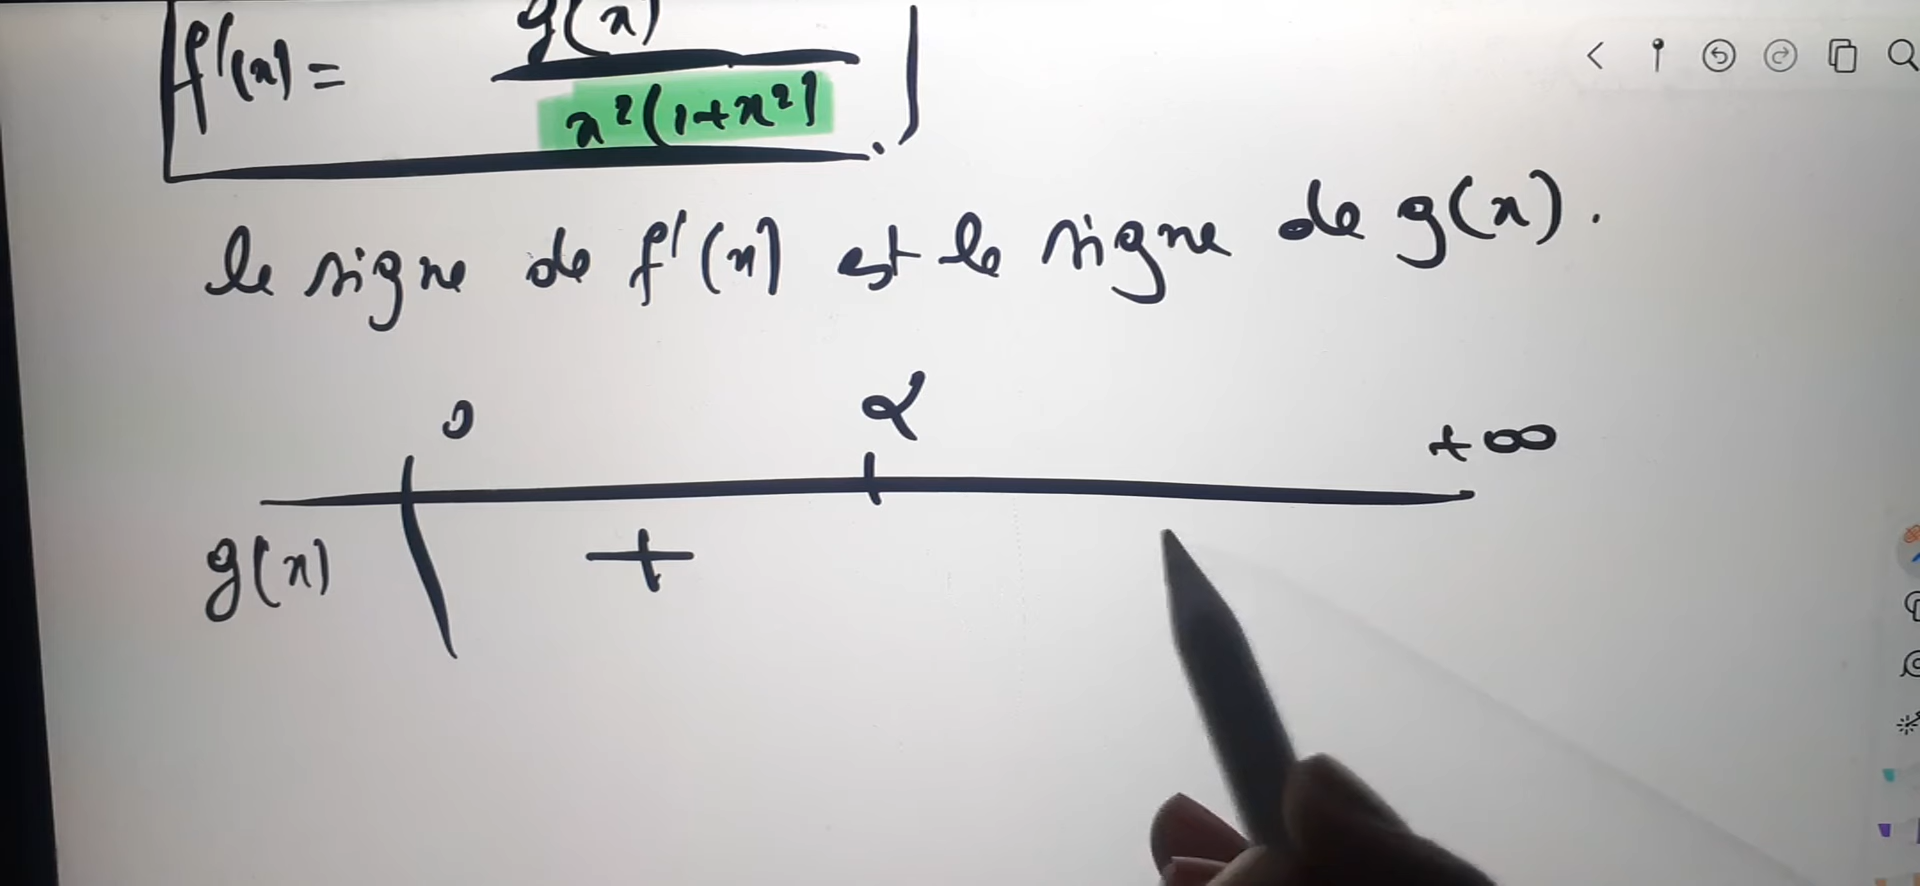 f'(x) = g(x) / x²(1+x²)
le signe de f'(x) est le signe de g(x).
0 α +∞
g(x) +